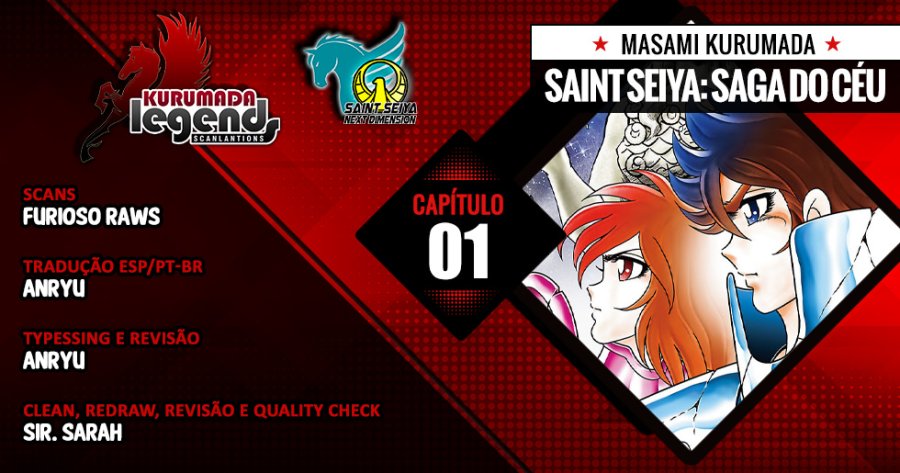 KURUMADA
legends
SCANLANTIONS
SAINT SEIYA
NEXT DIMENSION
★ MASAMI KURUMADA ★
SAINT SEIYA: SAGA DO CÉU
CAPÍTULO
01
SCANS
FURIOSO RAWS
TRADUÇÃO ESP/PT-BR
ANRYU
TYPESSING E REVISÃO
ANRYU
CLEAN, REDRAW, REVISÃO E QUALITY CHECK
SIR. SARAH